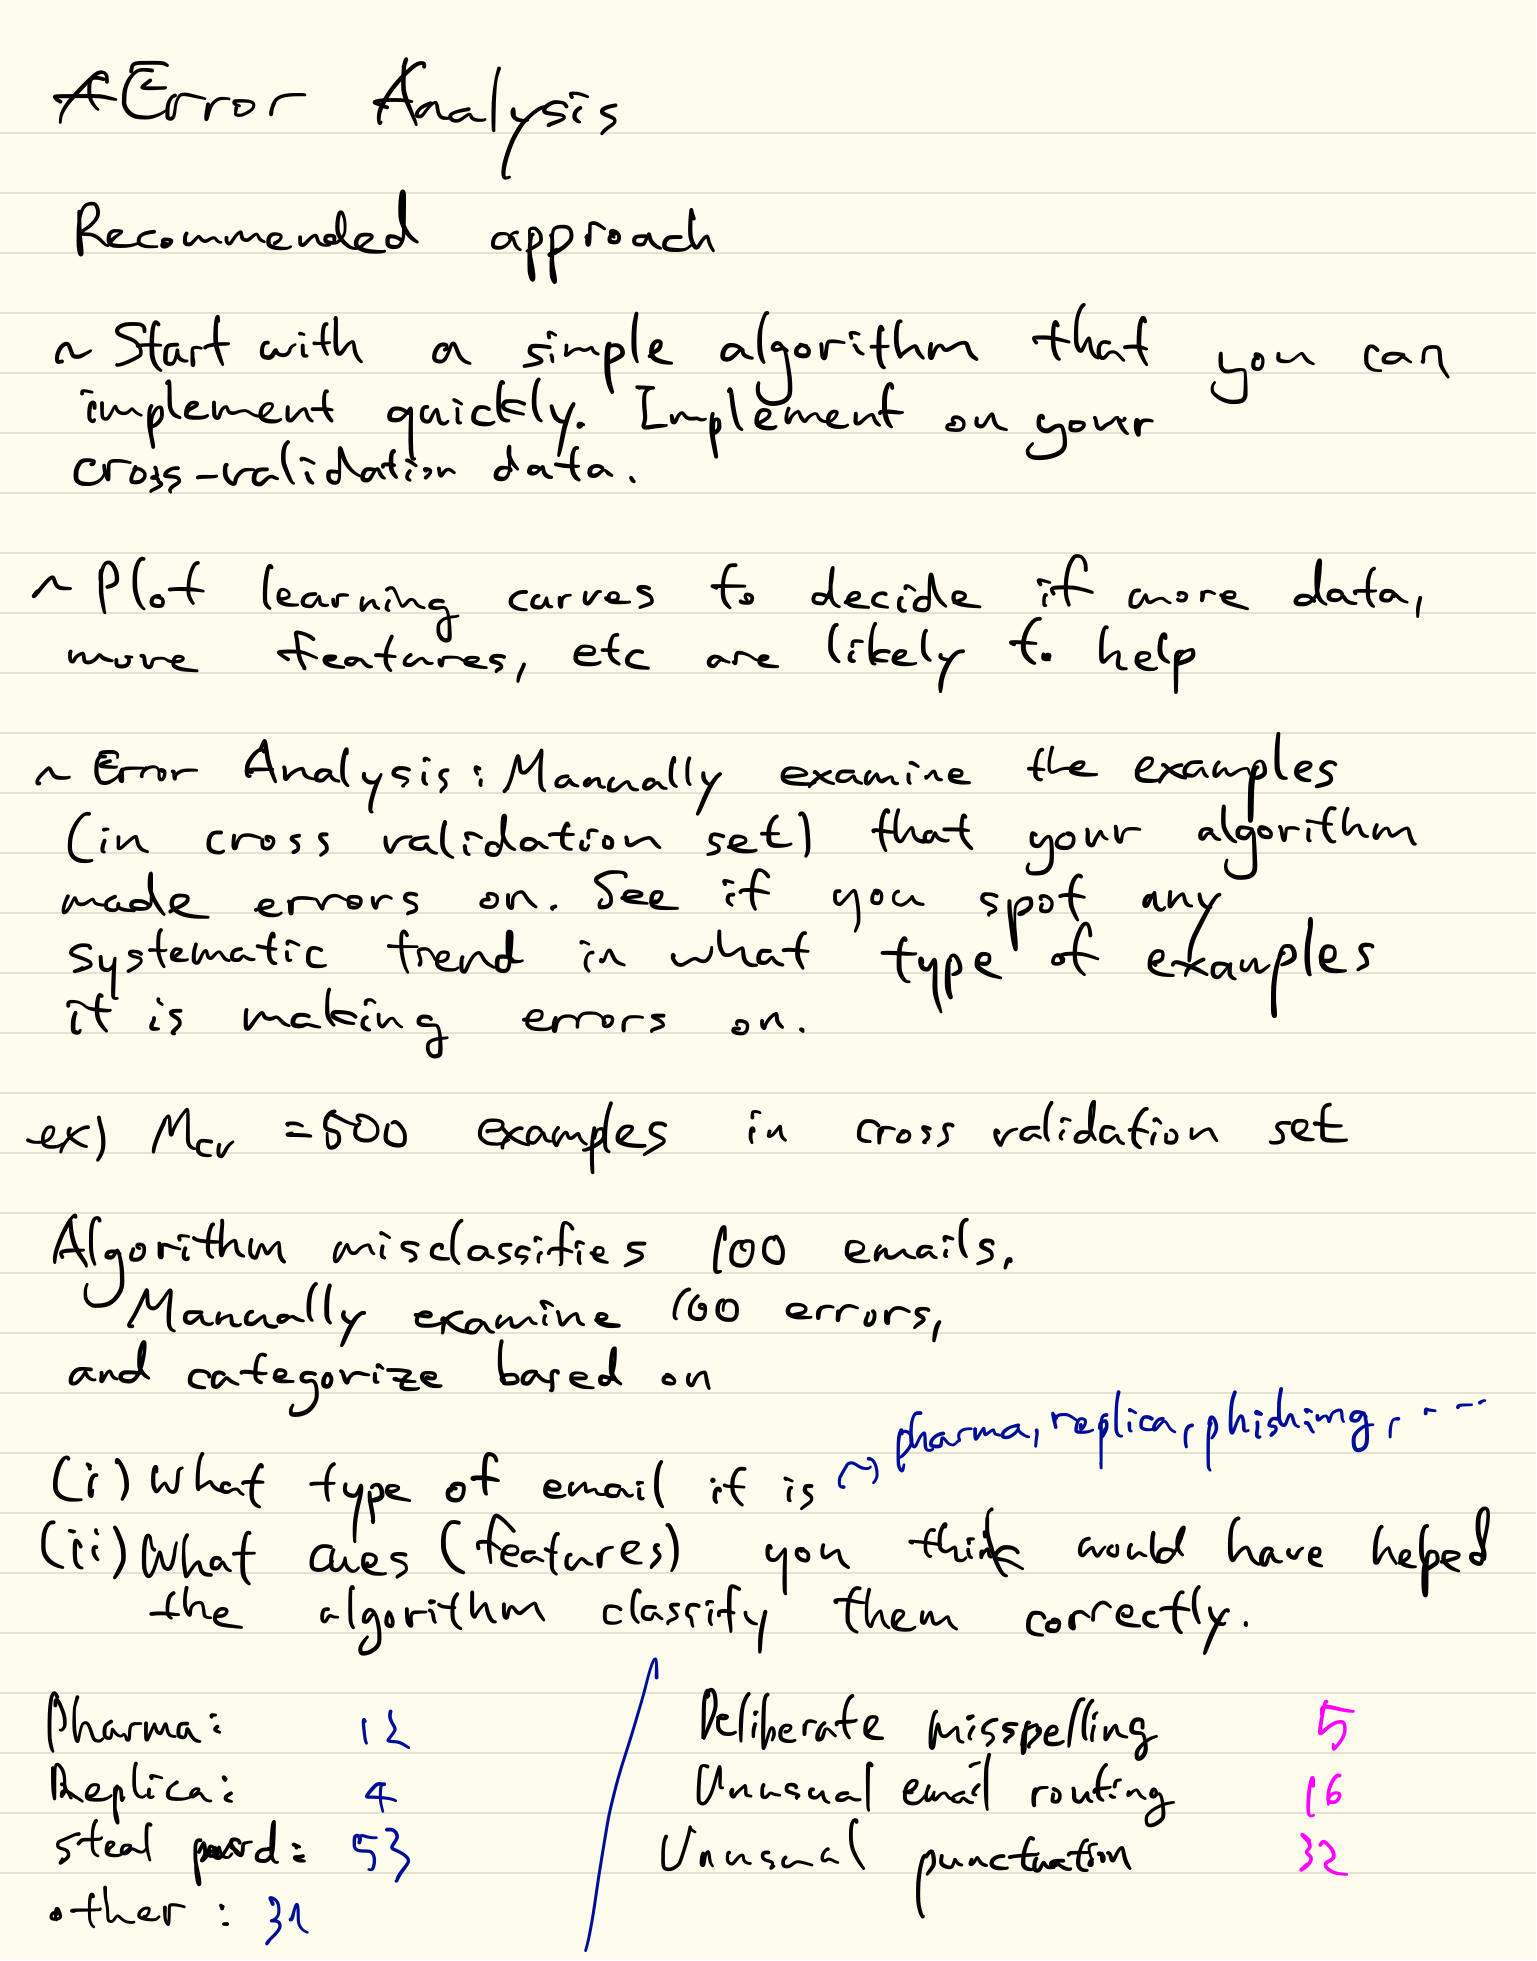 Error Analysis
Recommended approach
~ Start with a simple algorithm that you can
implement quickly. Implement on your
cross-validation data.
~ Plot learning curves to decide if more data,
more features, etc are likely to help
~ Error Analysis: Manually examine the examples
(in cross validation set) that your algorithm
made errors on. See if you spot any
systematic trend in what type of examples
it is making errors on.
ex) Mcv = 500 examples in cross validation set
Algorithm misclassifies 100 emails.
Manually examine 100 errors,
and categorize based on
(i) What type of email it is ~> pharma, replica, phishing, ....
(ii) What cues (features) you think would have helped
the algorithm classify them correctly.
Pharma: 12
Replica: 4
steal : 53
other : 31
Deliberate misspelling 5
Unusual email routing 16
Unusual punctuation 32